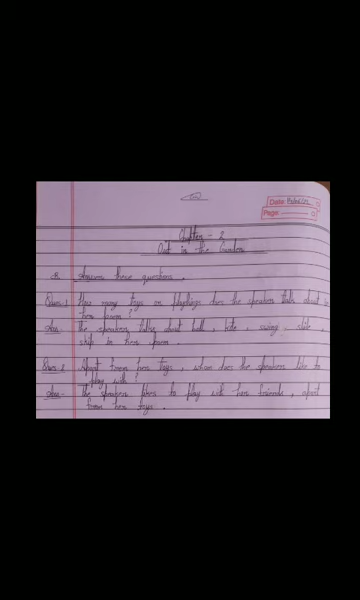 Date
Page
Chapter - 2
Out in the Garden
B. Answer these questions.
Ques.1 How many toys or playthings does the speaker talk about in
her poem?
Ans. The speaker talks about ball, kite, swing, slide,
ship in her poem.
Ques.2 Apart from her toys, whom does the speaker like to
play with?
Ans- The speaker likes to play with her friends, apart
from her toys.